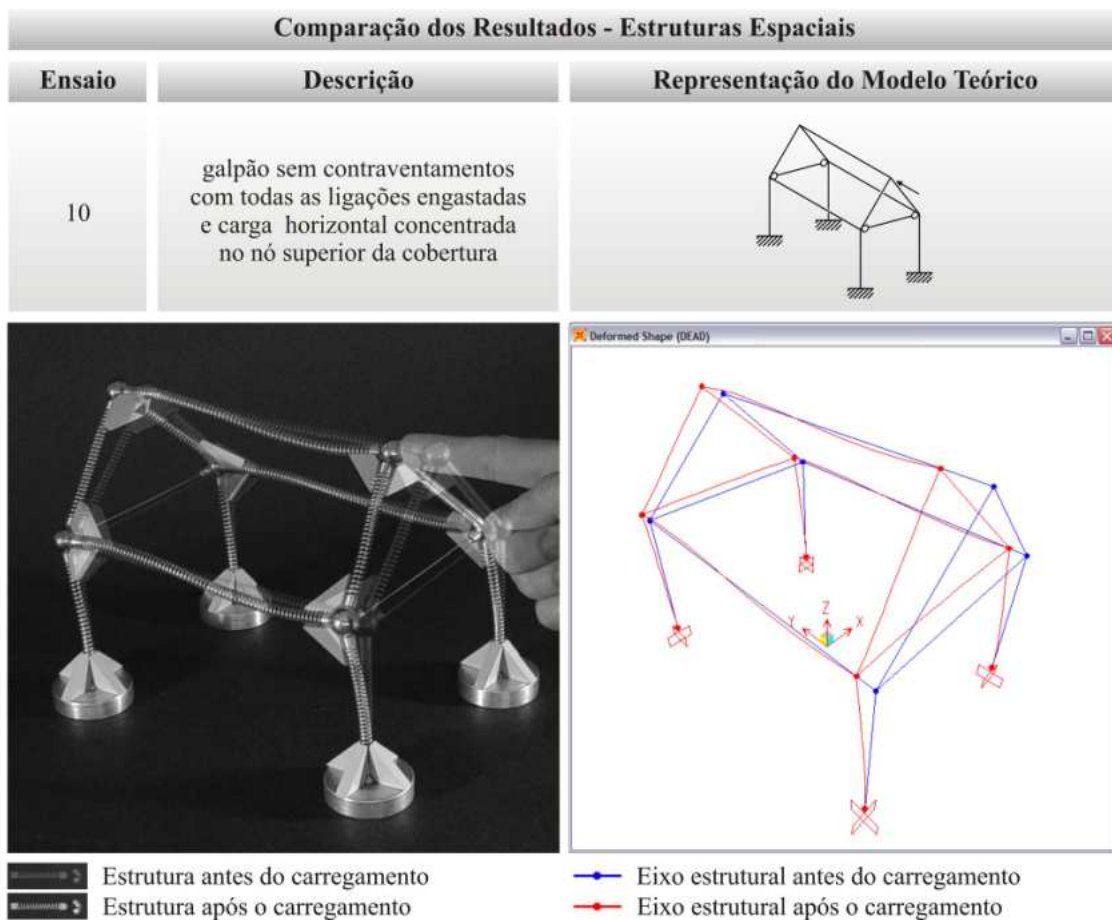 Comparação dos Resultados - Estruturas Espaciais
Ensaio
Descrição
Representação do Modelo Teórico
10
galpão sem contraventamentos
com todas as ligações engastadas
e carga horizontal concentrada
no nó superior da cobertura
Deformed Shape (DEAD)
Z
Y
X
Estrutura antes do carregamento
Estrutura após o carregamento
Eixo estrutural antes do carregamento
Eixo estrutural após o carregamento